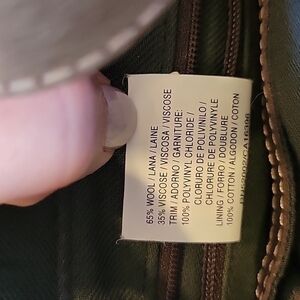 65% WOOL / LANA / LAINE
35% VISCOSE / VISCOSA / VISCOSE
TRIM / ADORNO / GARNITURE:
100% POLYVINYL CHLORIDE /
CLORURO DE POLIVINILO /
CHLORURE DE POLYVINYLE
LINING / FORRO / DOUBLURE
100% COTTON / ALGODON / COTON